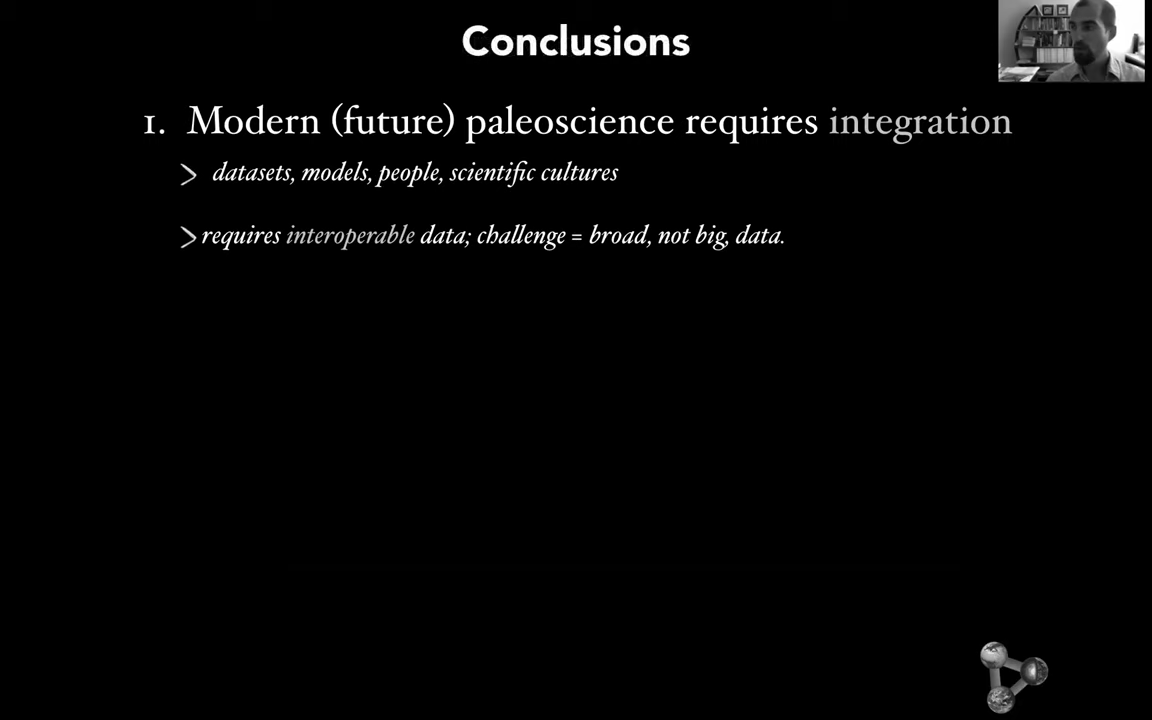 Conclusions
1. Modern (future) paleoscience requires integration
datasets, models, people, scientific cultures
requires interoperable data; challenge = broad, not big, data.